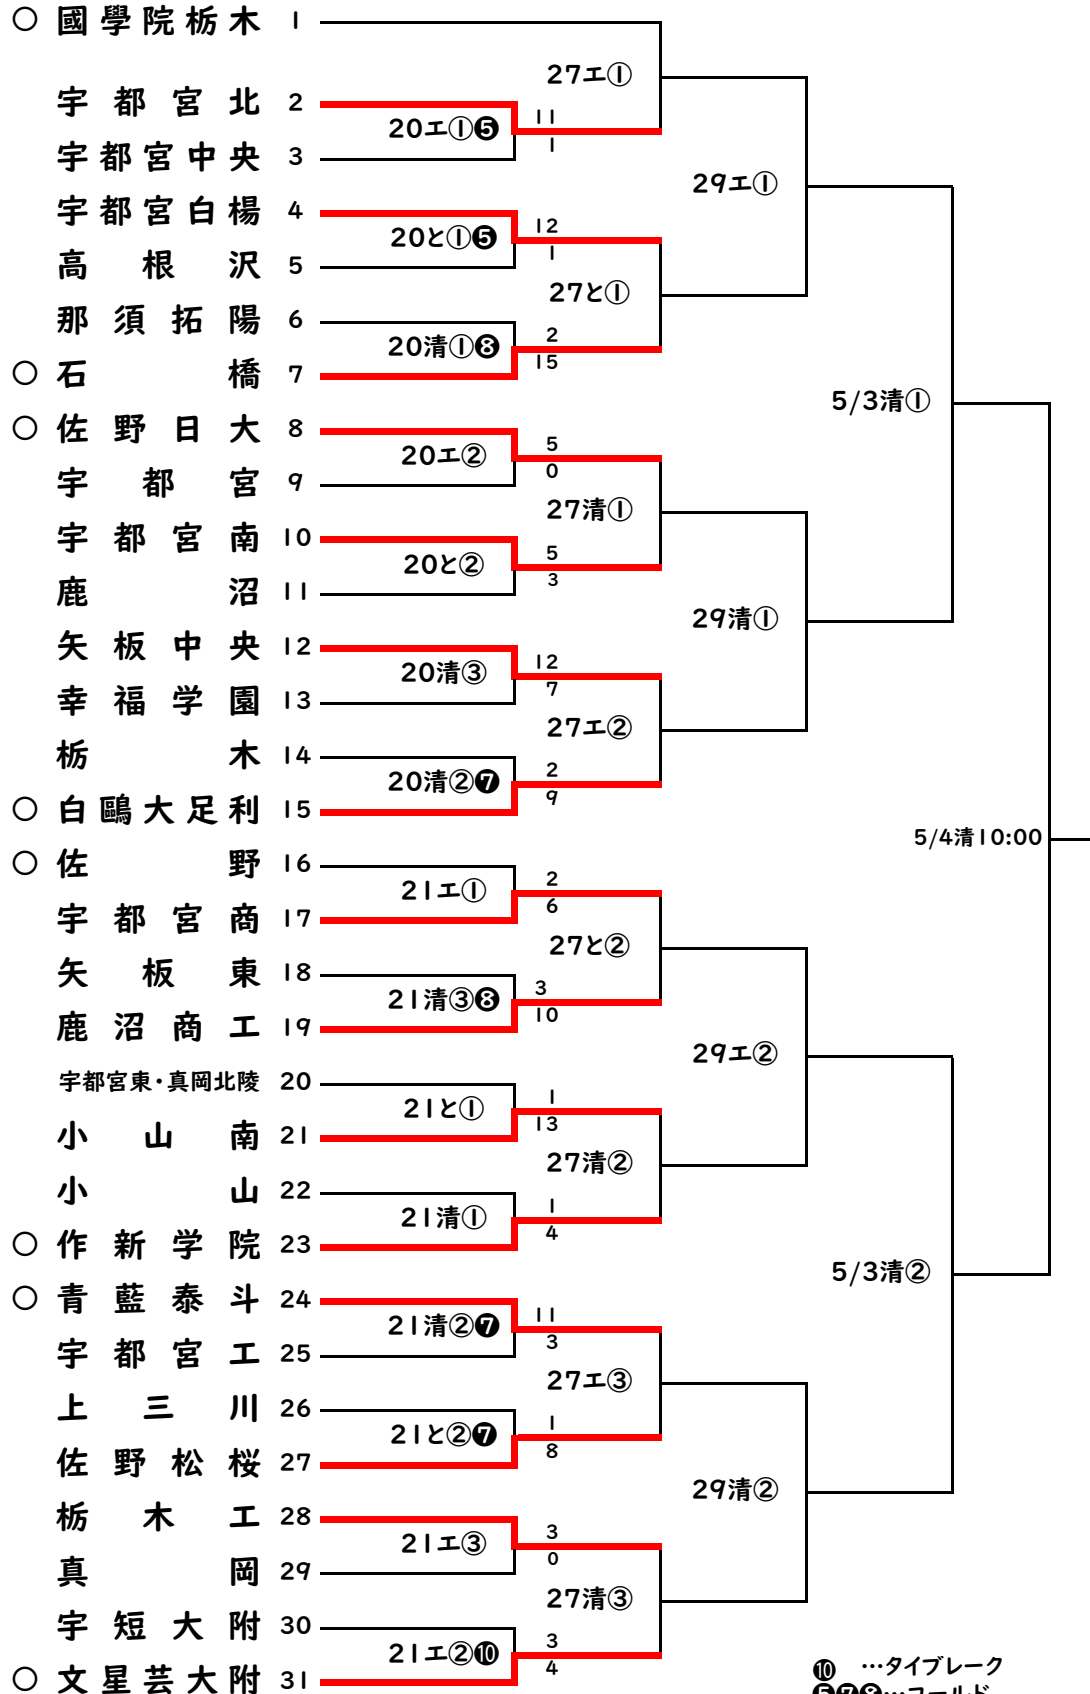 ○ 國學院栃木 1
27エ①
宇都宮北 2
20エ①❺
11
1
宇都宮中央 3
29エ①
宇都宮白楊 4
20と①❺
12
1
高根沢 5
27と①
那須拓陽 6
20清①❽
2
15
○ 石橋 7
5/3清①
○ 佐野日大 8
20エ②
5
0
宇都宮 9
27清①
宇都宮南 10
20と②
5
3
鹿沼 11
29清①
矢板中央 12
20清③
12
7
幸福学園 13
27エ②
栃木 14
20清②❼
2
9
○ 白鷗大足利 15
5/4清10:00
○ 佐野 16
21エ①
2
6
宇都宮商 17
27と②
矢板東 18
21清③❽
3
10
鹿沼商工 19
29エ②
宇都宮東・真岡北陵 20
21と①
1
13
小山南 21
27清②
小山 22
21清①
1
4
○ 作新学院 23
5/3清②
○ 青藍泰斗 24
21清②❼
11
3
宇都宮工 25
27エ③
上三川 26
21と②❼
1
8
佐野松桜 27
29清②
栃木工 28
21エ③
3
0
真岡 29
27清③
宇短大附 30
21エ②❿
3
4
○ 文星芸大附 31
❿ …タイブレーク
❺❼❽…コールド